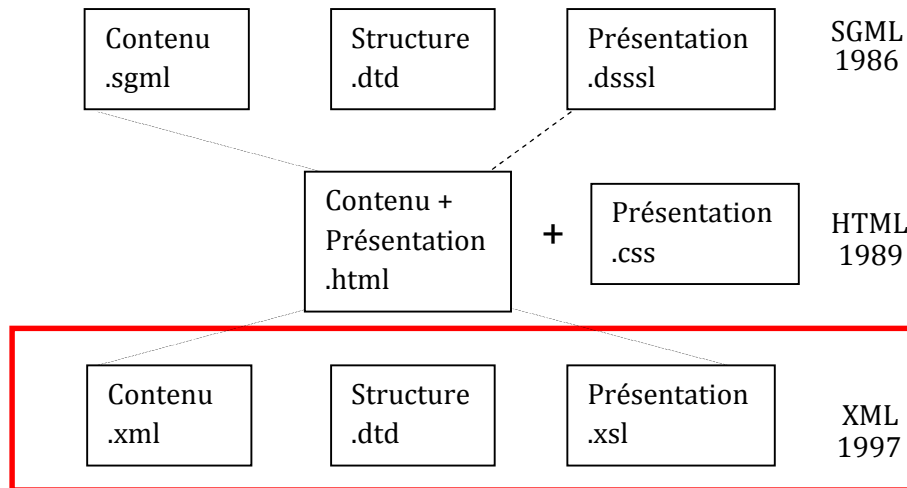 Contenu
.sgml
Structure
.dtd
Présentation
.dsssl
SGML
1986
Contenu +
Présentation
.html
+
Présentation
.css
HTML
1989
Contenu
.xml
Structure
.dtd
Présentation
.xsl
XML
1997